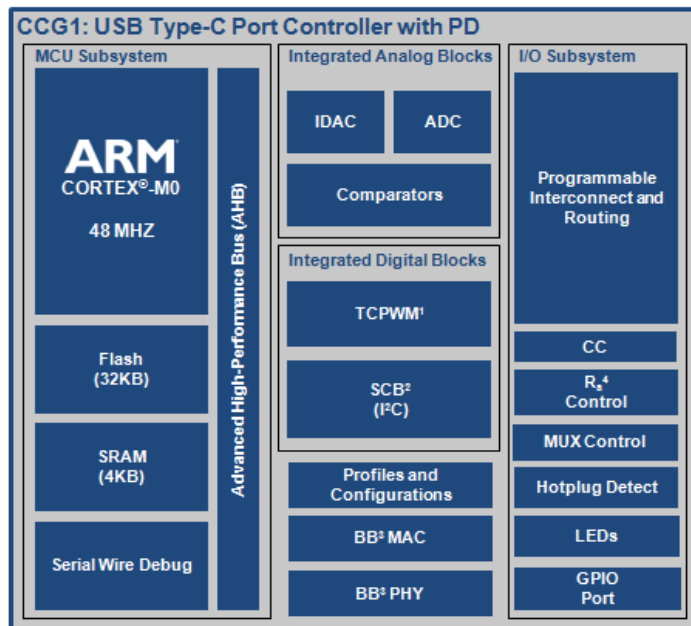 CCG1: USB Type-C Port Controller with PD
MCU Subsystem
ARM
CORTEX®-M0
48 MHZ
Flash
(32KB)
SRAM
(4KB)
Serial Wire Debug
Advanced High-Performance Bus (AHB)
Integrated Analog Blocks
IDAC
ADC
Comparators
Integrated Digital Blocks
TCPWM¹
SCB²
(I²C)
Profiles and
Configurations
BB³ MAC
BB³ PHY
I/O Subsystem
Programmable
Interconnect and
Routing
CC
Rₐ⁴
Control
MUX Control
Hotplug Detect
LEDs
GPIO
Port